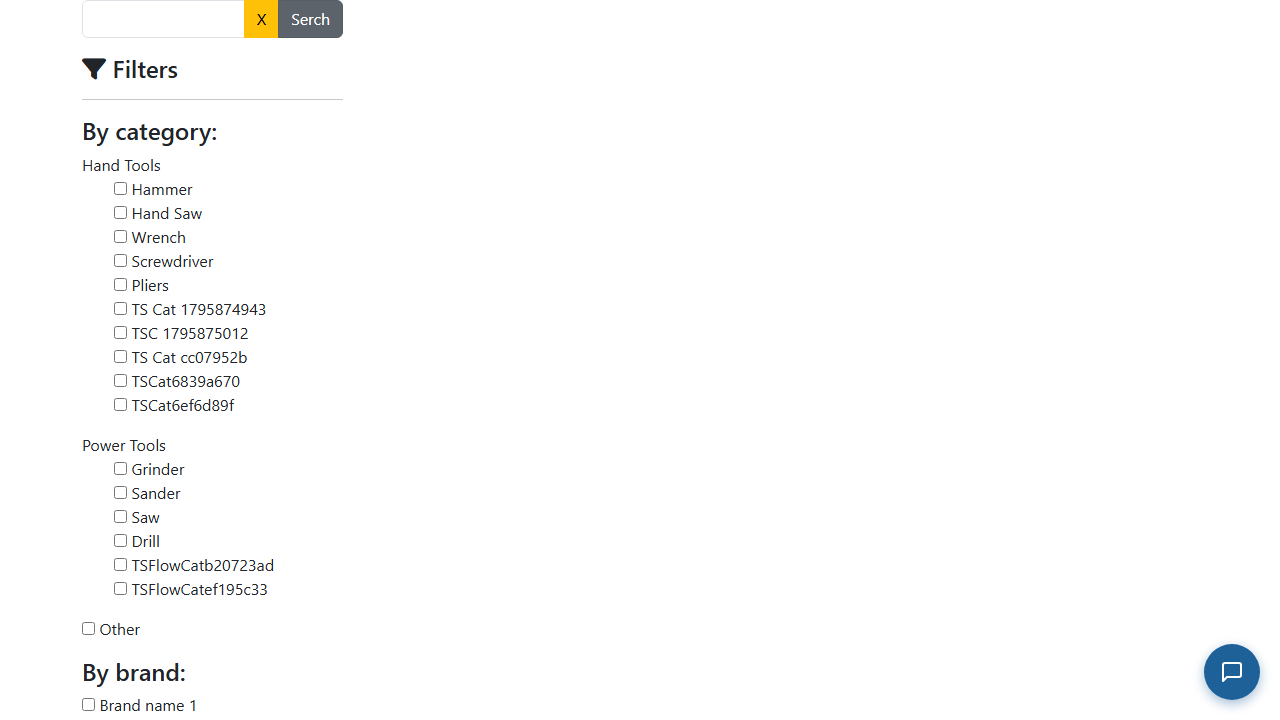 X Serch
Filters
By category:
Hand Tools
Hammer
Hand Saw
Wrench
Screwdriver
Pliers
TS Cat 1795874943
TSC 1795875012
TS Cat cc07952b
TSCat6839a670
TSCat6ef6d89f
Power Tools
Grinder
Sander
Saw
Drill
TSFlowCatb20723ad
TSFlowCatef195c33
Other
By brand:
Brand name 1